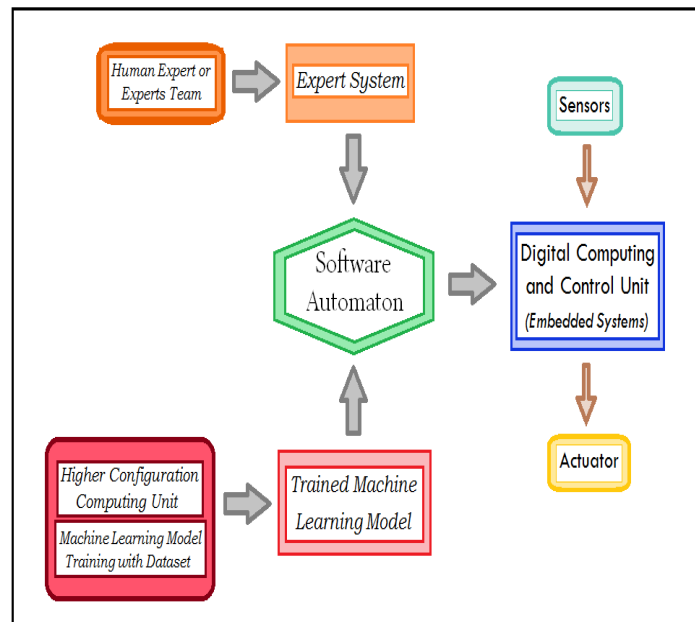 Human Expert or
Experts Team
Expert System
Sensors
Software
Automaton
Digital Computing
and Control Unit
(Embedded Systems)
Higher Configuration
Computing Unit
Machine Learning Model
Training with Dataset
Trained Machine
Learning Model
Actuator